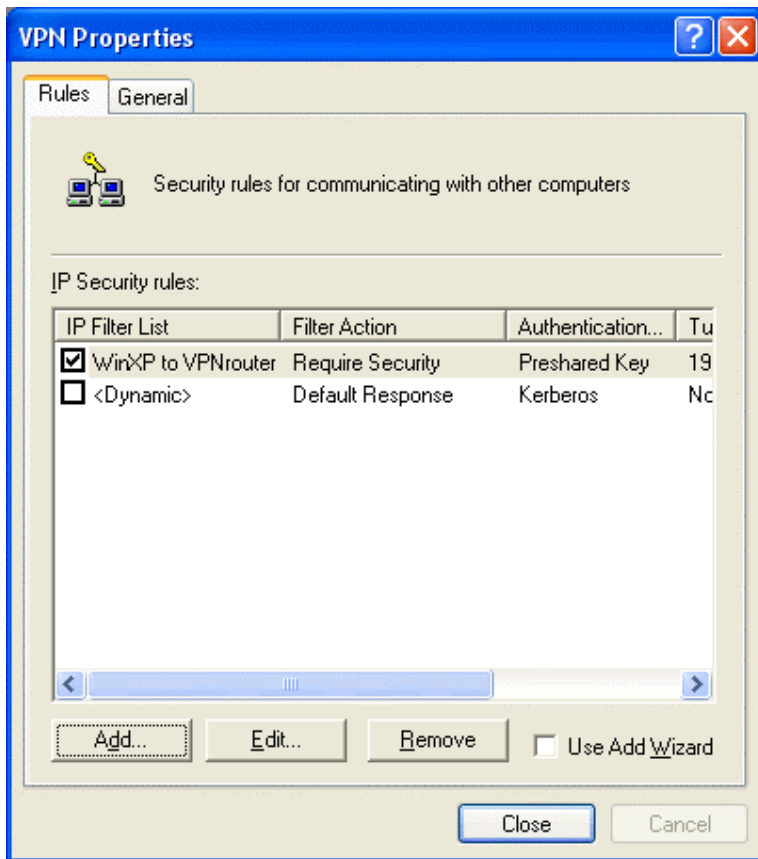 VPN Properties
Rules General
Security rules for communicating with other computers
IP Security rules:
IP Filter List Filter Action Authentication... Tu
WinXP to VPNrouter Require Security Preshared Key 19
<Dynamic> Default Response Kerberos No
Add... Edit... Remove Use Add Wizard
Close Cancel